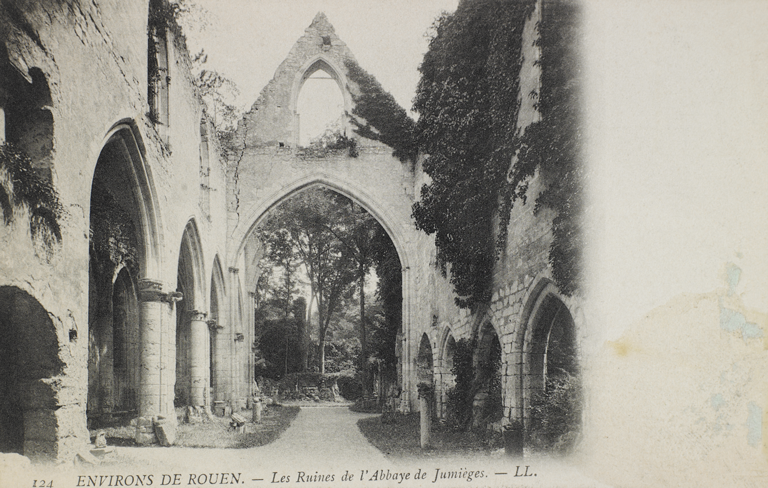 124 ENVIRONS DE ROUEN. — Les Ruines de l'Abbaye de Jumièges. — LL.